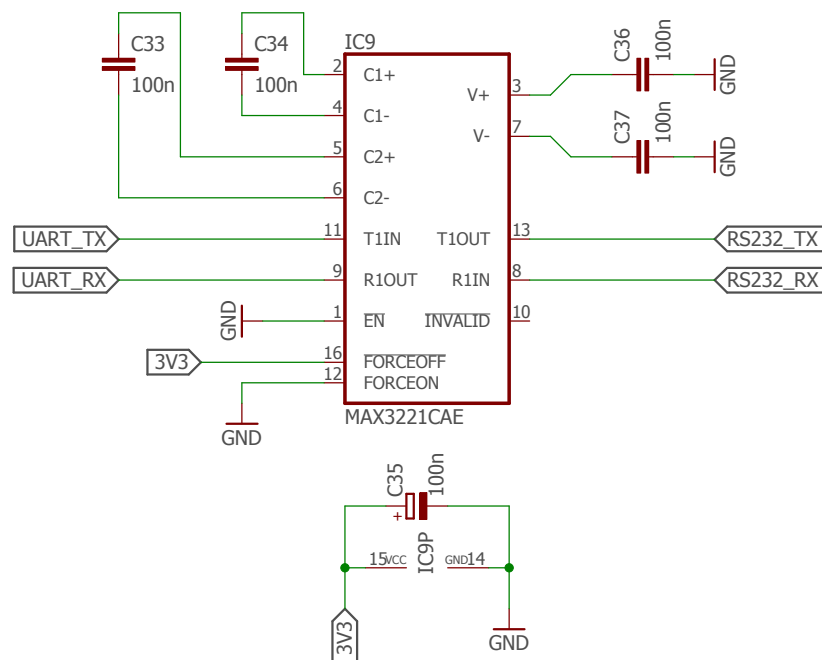 C33
100n
C34
100n
IC9
2
C1+
4
C1-
5
C2+
6
C2-
11
T1IN
9
R1OUT
1
EN
16
FORCEOFF
12
FORCEON
V+
3
V-
7
T1OUT
13
R1IN
8
INVALID
10
MAX3221CAE
C36
100n
GND
C37
100n
GND
UART_TX
UART_RX
RS232_TX
RS232_RX
GND
3V3
GND
C35
100n
+
15
VCC
IC9P
GND
14
3V3
GND